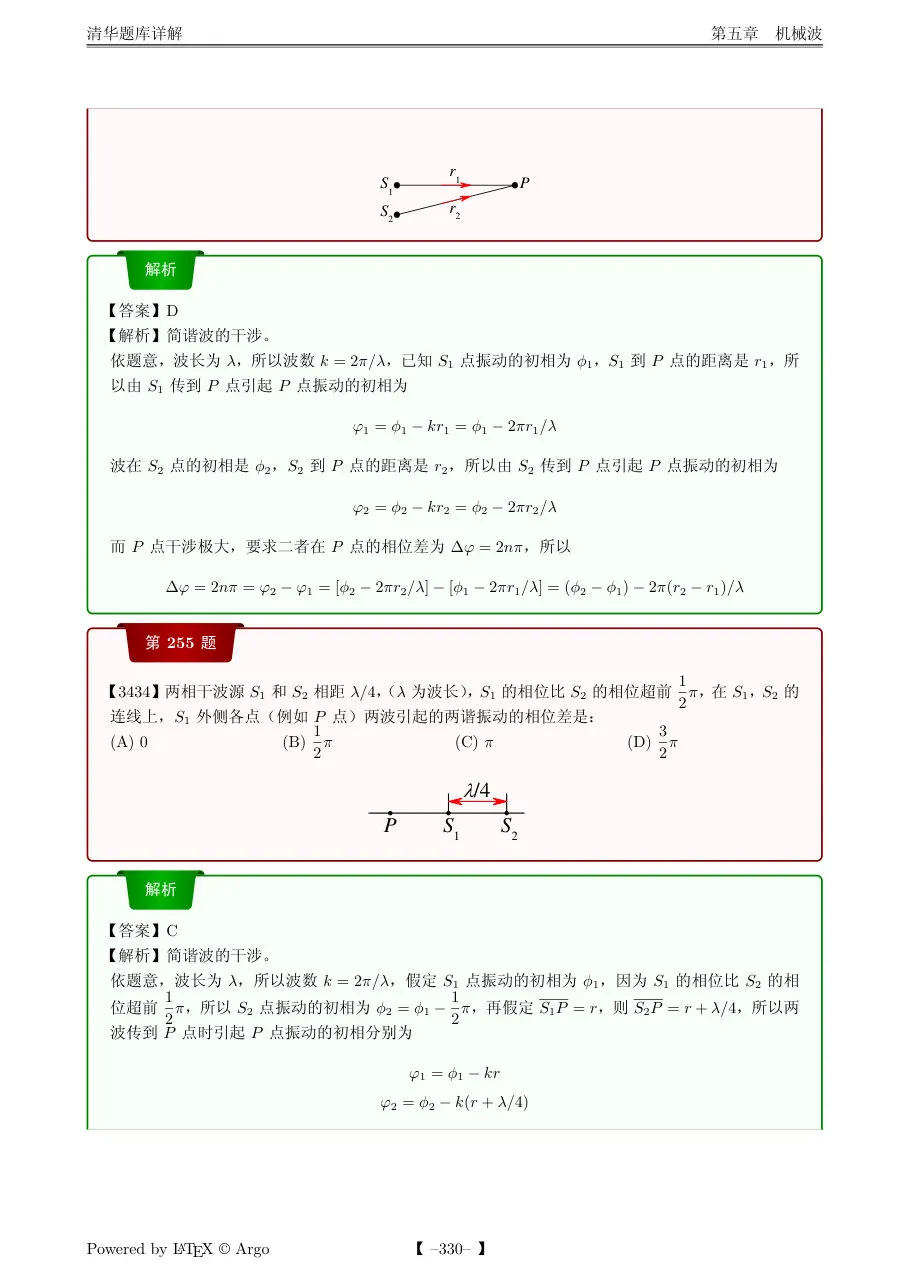 清华题库详解 第五章 机械波
S1 r1 P
S2 r2
解析
【答案】D
【解析】简谐波的干涉。
依题意，波长为 λ，所以波数 k = 2π/λ，已知 S1 点振动的初相为 ϕ1，S1 到 P 点的距离是 r1，所
以由 S1 传到 P 点引起 P 点振动的初相为
φ1 = ϕ1 − kr1 = ϕ1 − 2πr1/λ
波在 S2 点的初相是 ϕ2，S2 到 P 点的距离是 r2，所以由 S2 传到 P 点引起 P 点振动的初相为
φ2 = ϕ2 − kr2 = ϕ2 − 2πr2/λ
而 P 点干涉极大，要求二者在 P 点的相位差为 Δφ = 2nπ，所以
Δφ = 2nπ = φ2 − φ1 = [ϕ2 − 2πr2/λ] − [ϕ1 − 2πr1/λ] = (ϕ2 − ϕ1) − 2π(r2 − r1)/λ
第 255 题
【3434】两相干波源 S1 和 S2 相距 λ/4，（λ 为波长），S1 的相位比 S2 的相位超前 1/2 π，在 S1，S2 的
连线上，S1 外侧各点（例如 P 点）两波引起的两谐振动的相位差是：
(A) 0 (B) 1/2 π (C) π (D) 3/2 π
λ/4
P S1 S2
解析
【答案】C
【解析】简谐波的干涉。
依题意，波长为 λ，所以波数 k = 2π/λ，假定 S1 点振动的初相为 ϕ1，因为 S1 的相位比 S2 的相
位超前 1/2 π，所以 S2 点振动的初相为 ϕ2 = ϕ1 − 1/2 π，再假定 S1P = r，则 S2P = r + λ/4，所以两
波传到 P 点时引起 P 点振动的初相分别为
φ1 = ϕ1 − kr
φ2 = ϕ2 − k(r + λ/4)
Powered by LATEX © Argo 【 –330– 】